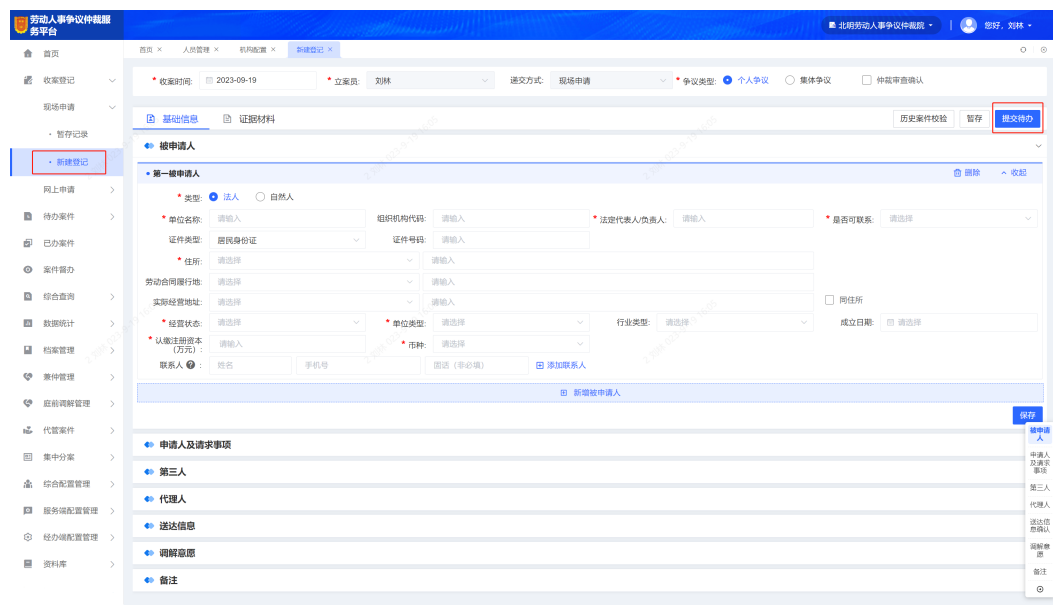 劳动人事争议仲裁服
务平台
北明劳动人事争议仲裁院
您好，刘林
首页
收案登记
现场申请
暂存记录
新建登记
网上申请
待办案件
已办案件
案件督办
综合查询
数据统计
档案管理
兼仲管理
庭前调解管理
代管案件
集中分案
综合配置管理
服务端配置管理
经办端配置管理
资料库
首页 × 人员管理 × 机构配置 × 新建登记 ×
* 收案时间: 2023-09-19 * 立案员: 刘林 递交方式: 现场申请 * 争议类型: 个人争议 集体争议 仲裁审查确认
基础信息 证据材料 历史案件校验 暂存 提交待办
被申请人
第一被申请人 删除 收起
* 类型: 法人 自然人
* 单位名称: 请输入 组织机构代码: 请输入 * 法定代表人/负责人: 请输入 * 是否可联系: 请选择
证件类型: 居民身份证 证件号码: 请输入
* 住所: 请选择 请输入
劳动合同履行地: 请选择 请输入
实际经营地址: 请选择 请输入 同住所
* 经营状态: 请选择 * 单位类型: 请选择 行业类型: 请选择 成立日期: 请选择
* 认缴注册资本
（万元）: 请输入 * 币种: 请选择
联系人 ? : 姓名 手机号 固话（非必填） 添加联系人
新增被申请人
保存
申请人及请求事项
第三人
代理人
送达信息
调解意愿
备注
被申请
人
申请人
及请求
事项
第三人
代理人
送达信
息确认
调解意
愿
备注